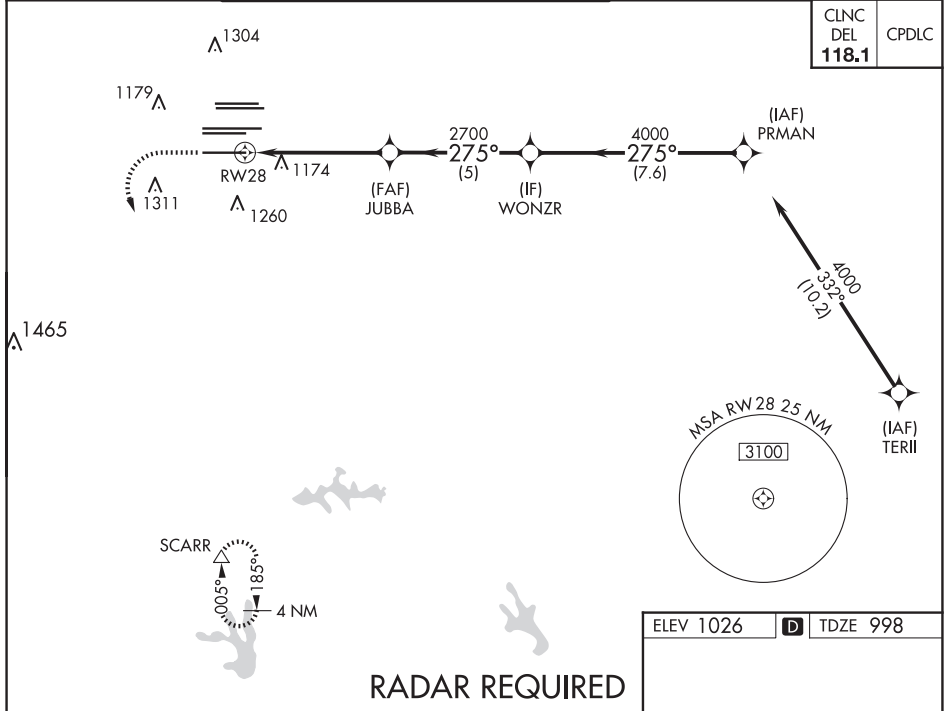 CLNC
DEL
118.1
CPDLC
1304
1179
(IAF)
PRMAN
2700
275°
(5)
4000
275°
(7.6)
RW28
1174
(FAF)
JUBBA
(IF)
WONZR
1311
1260
4000
332°
(10.2)
1465
(IAF)
TERII
MSA RW28 25 NM
3100
SCARR
005°
185°
4 NM
ELEV 1026
D
TDZE 998
RADAR REQUIRED